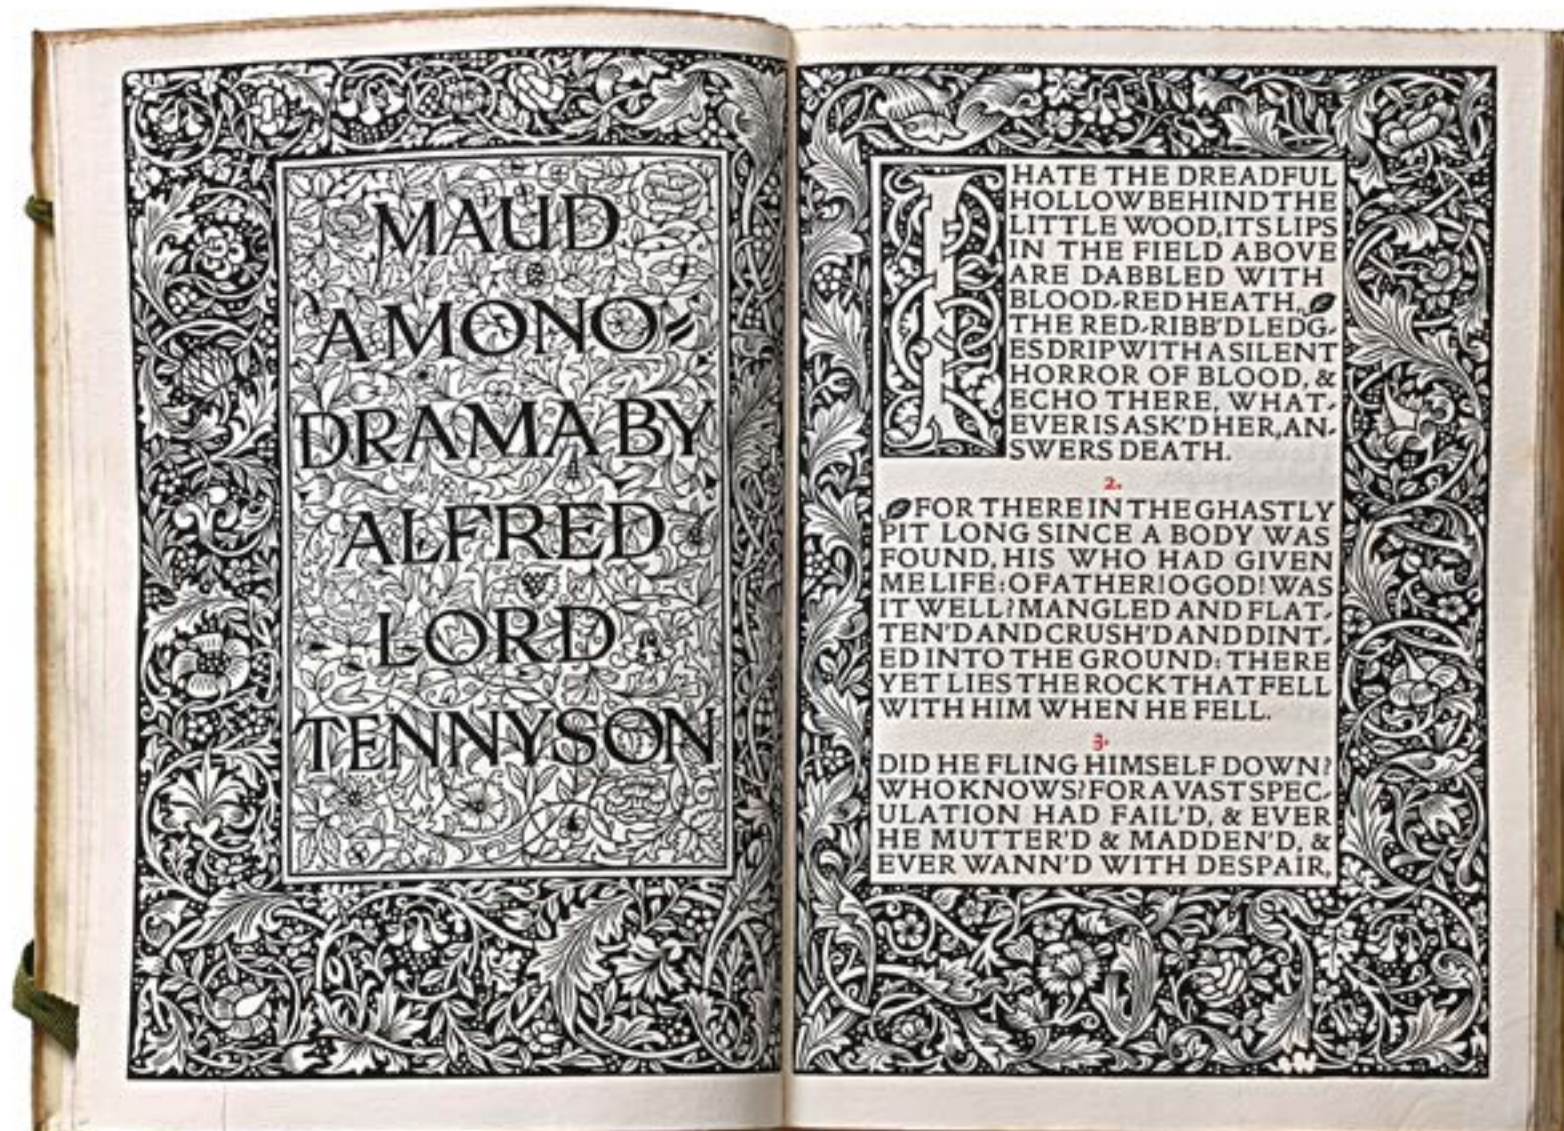 MAUD
A MONO-
DRAMA BY
ALFRED
LORD
TENNYSON
I HATE THE DREADFUL
HOLLOW BEHIND THE
LITTLE WOOD, ITS LIPS
IN THE FIELD ABOVE
ARE DABBLED WITH
BLOOD-RED HEATH,
THE RED-RIBB'D LEDG-
ES DRIP WITH A SILENT
HORROR OF BLOOD, &
ECHO THERE, WHAT-
EVER IS ASK'D HER, AN-
SWERS DEATH.
2.
FOR THERE IN THE GHASTLY
PIT LONG SINCE A BODY WAS
FOUND, HIS WHO HAD GIVEN
ME LIFE: O FATHER! O GOD! WAS
IT WELL? MANGLED AND FLAT-
TEN'D AND CRUSH'D AND DINT-
ED INTO THE GROUND: THERE
YET LIES THE ROCK THAT FELL
WITH HIM WHEN HE FELL.
3.
DID HE FLING HIMSELF DOWN?
WHO KNOWS? FOR A VAST SPEC-
ULATION HAD FAIL'D, & EVER
HE MUTTER'D & MADDEN'D, &
EVER WANN'D WITH DESPAIR,